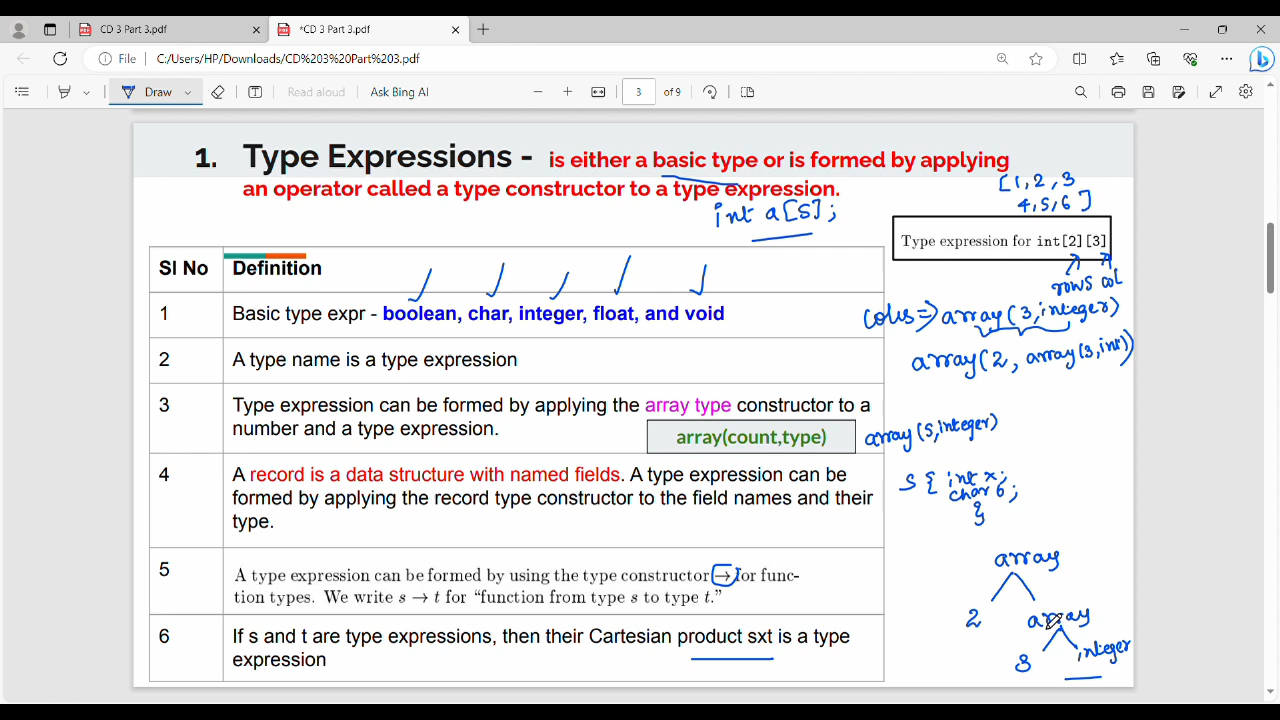 CD 3 Part 3.pdf
*CD 3 Part 3.pdf
File
C:/Users/HP/Downloads/CD%203%20Part%203.pdf
Draw
Read aloud
Ask Bing AI
3
of 9
1. Type Expressions - is either a basic type or is formed by applying
an operator called a type constructor to a type expression.
[1,2,3
4,5,6]
int a[5];
Type expression for int[2][3]
rows col
Sl No
Definition
1
Basic type expr - boolean, char, integer, float, and void
cols => array(3,integer)
array(2, array(3,int))
2
A type name is a type expression
3
Type expression can be formed by applying the array type constructor to a
number and a type expression.
array(count,type)
array(5,integer)
4
A record is a data structure with named fields. A type expression can be
formed by applying the record type constructor to the field names and their
type.
S { int x;
char b;
}
5
A type expression can be formed by using the type constructor → for func-
tion types. We write s → t for “function from type s to type t.”
6
If s and t are type expressions, then their Cartesian product sxt is a type
expression
array
2
array
3
integer